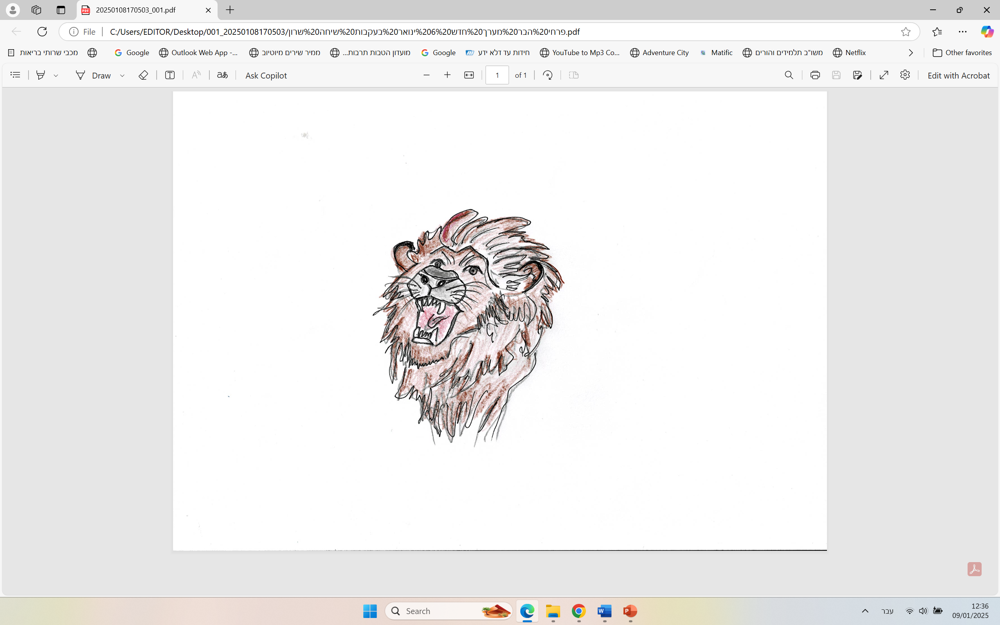 20250108170503_001.pdf
File C:/Users/EDITOR/Desktop/001_20250108170503/פרחי%20הבר%20מערך%20חדש%206%20ינואר%20בעקבות%20שיחה%20שרון.pdf
מכבי שרותי בריאות Google Outlook Web App -... ממיר שירים מיוטיוב מועדון הטבות תרבות... Google חידות עד דלא ידע YouTube to Mp3 Co... Adventure City Matific משו"ב תלמידים והורים Netflix Other favorites
Draw aあ Ask Copilot 1 of 1 Edit with Acrobat
Search עבר 12:36
09/01/2025